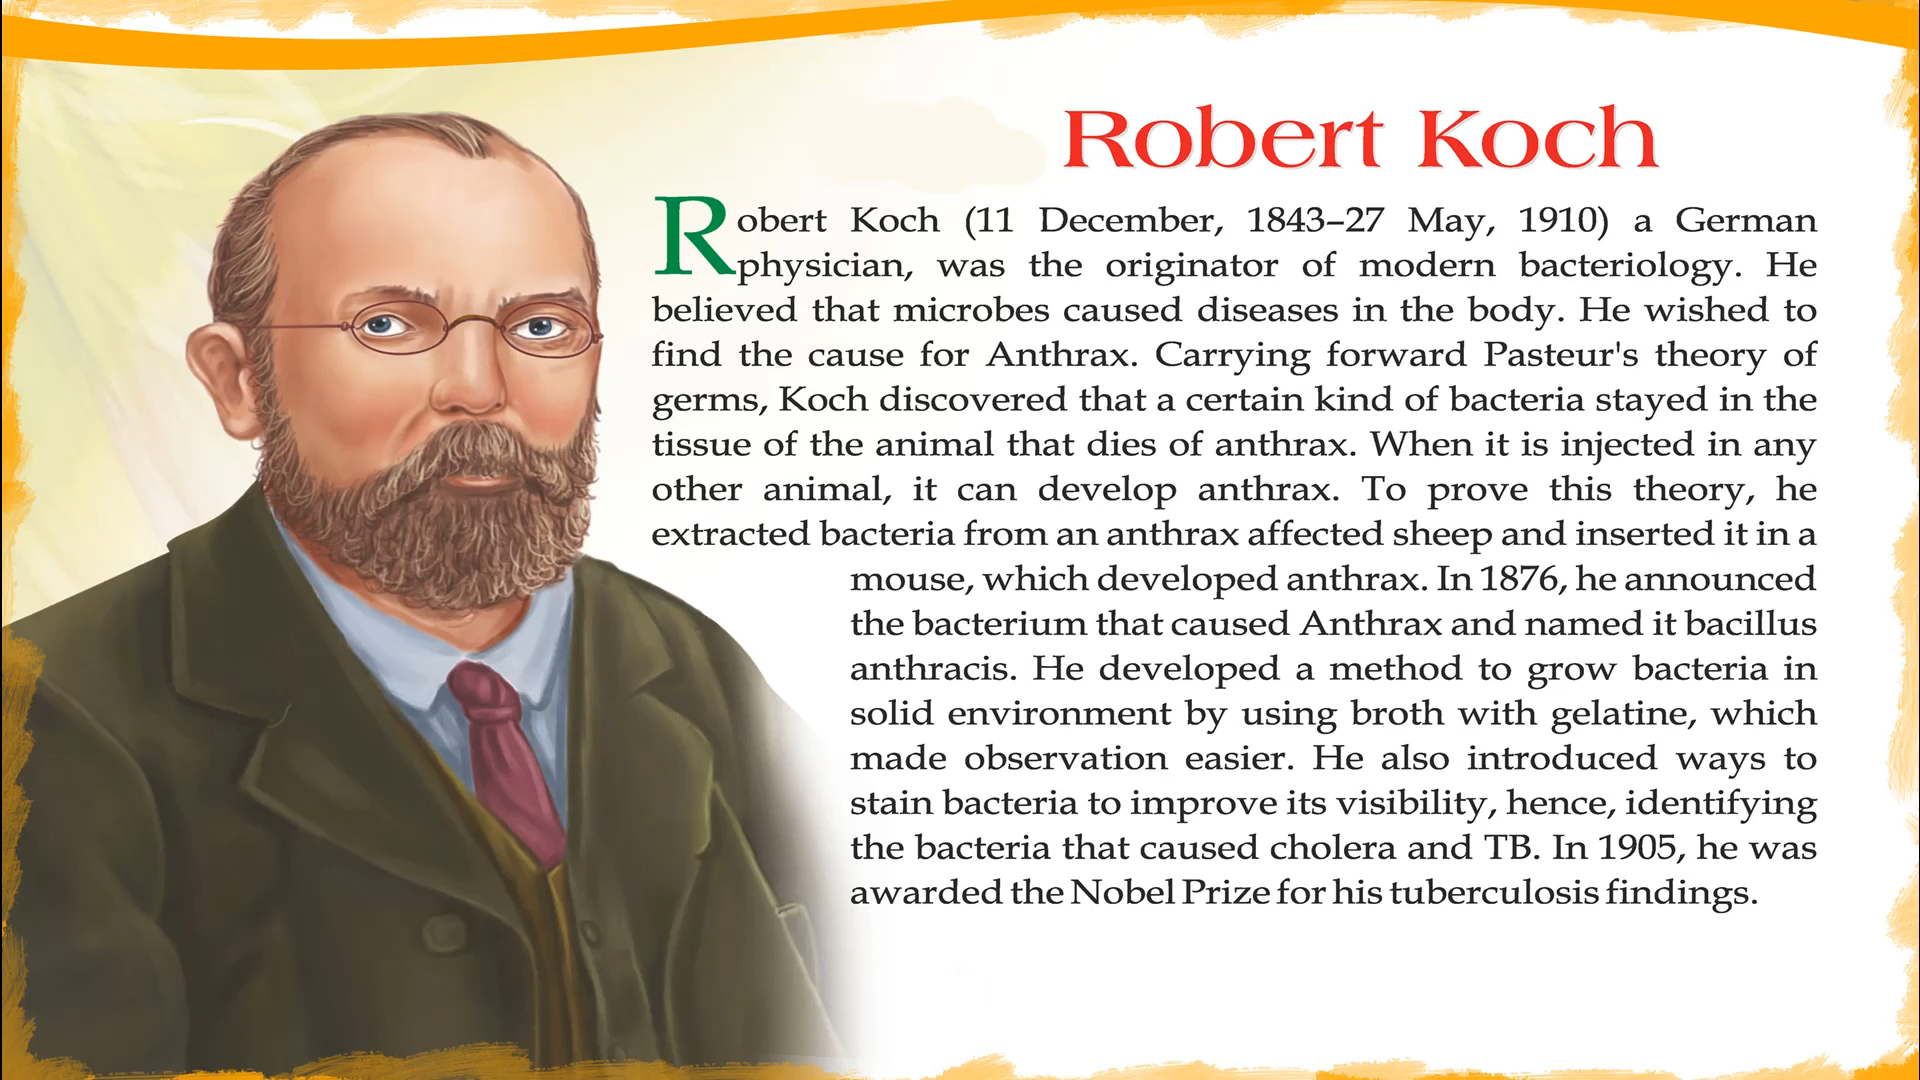 Robert Koch
Robert Koch (11 December, 1843–27 May, 1910) a German
physician, was the originator of modern bacteriology. He
believed that microbes caused diseases in the body. He wished to
find the cause for Anthrax. Carrying forward Pasteur's theory of
germs, Koch discovered that a certain kind of bacteria stayed in the
tissue of the animal that dies of anthrax. When it is injected in any
other animal, it can develop anthrax. To prove this theory, he
extracted bacteria from an anthrax affected sheep and inserted it in a
mouse, which developed anthrax. In 1876, he announced
the bacterium that caused Anthrax and named it bacillus
anthracis. He developed a method to grow bacteria in
solid environment by using broth with gelatine, which
made observation easier. He also introduced ways to
stain bacteria to improve its visibility, hence, identifying
the bacteria that caused cholera and TB. In 1905, he was
awarded the Nobel Prize for his tuberculosis findings.